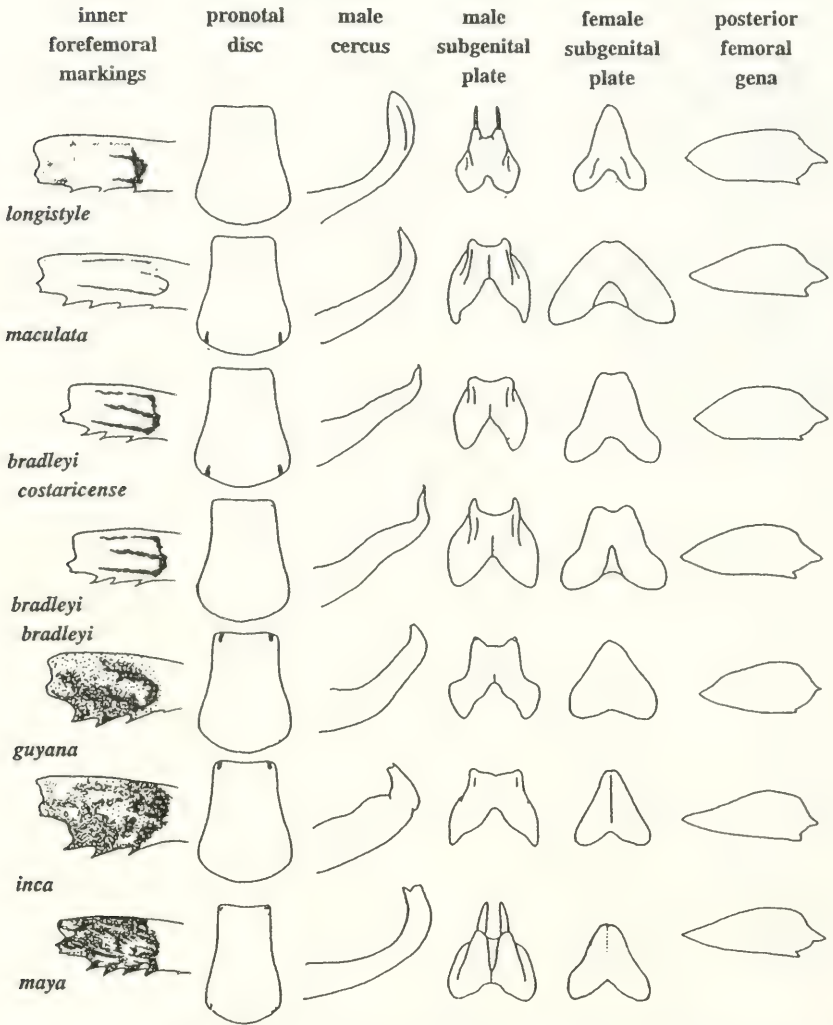 inner
forefemoral
markings
pronotal
disc
male
cercus
male
subgenital
plate
female
subgenital
plate
posterior
femoral
gena
longistyle
maculata
bradleyi
costaricense
bradleyi
bradleyi
guyana
inca
maya